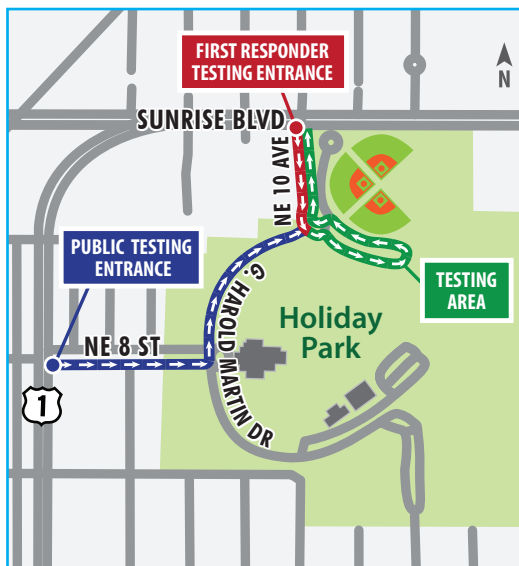 FIRST RESPONDER
TESTING ENTRANCE
N
SUNRISE BLVD
NE 10 AVE
PUBLIC TESTING
ENTRANCE
G. HAROLD MARTIN DR
TESTING
AREA
Holiday
Park
NE 8 ST
1